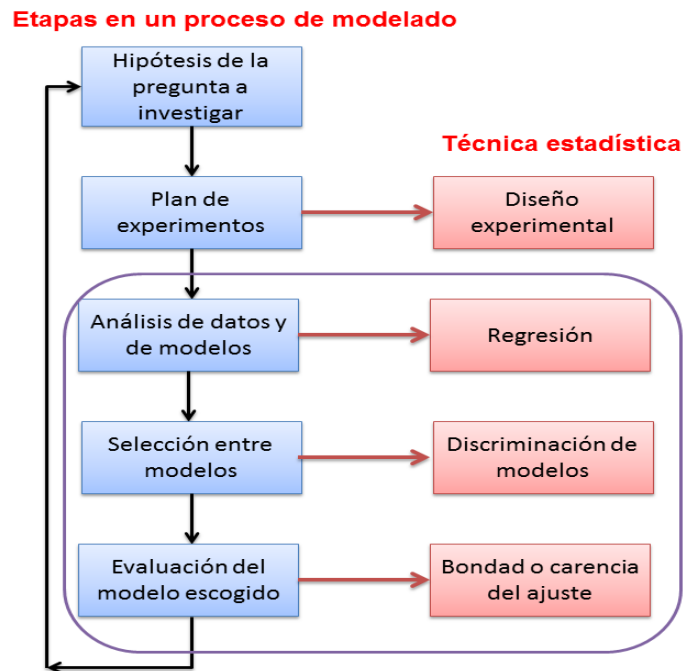 Etapas en un proceso de modelado
Hipótesis de la
pregunta a
investigar
Técnica estadística
Plan de
experimentos
Diseño
experimental
Análisis de datos y
de modelos
Regresión
Selección entre
modelos
Discriminación de
modelos
Evaluación del
modelo escogido
Bondad o carencia
del ajuste